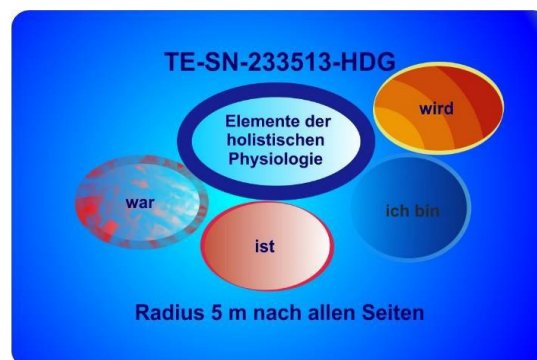 TE-SN-233513-HDG
Elemente der
holistischen
Physiologie
wird
war
ich bin
ist
Radius 5 m nach allen Seiten